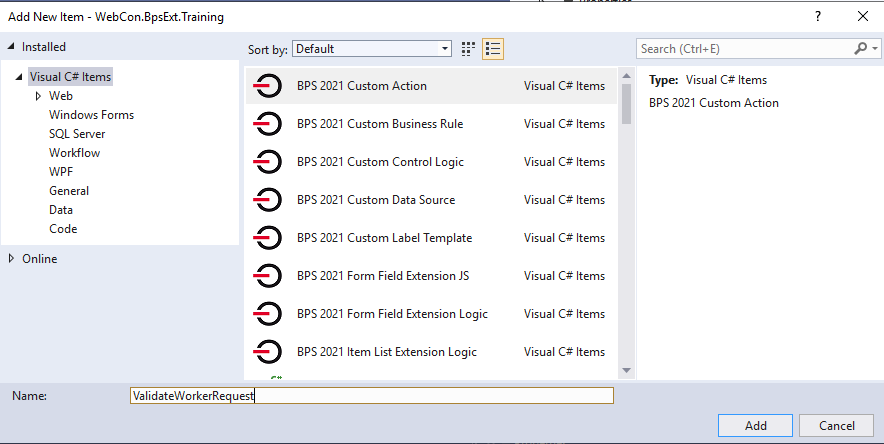 Add New Item - WebCon.BpsExt.Training
?
Installed
Sort by: Default
Search (Ctrl+E)
Visual C# Items
Web
Windows Forms
SQL Server
Workflow
WPF
General
Data
Code
Online
BPS 2021 Custom Action Visual C# Items
BPS 2021 Custom Business Rule Visual C# Items
BPS 2021 Custom Control Logic Visual C# Items
BPS 2021 Custom Data Source Visual C# Items
BPS 2021 Custom Label Template Visual C# Items
BPS 2021 Form Field Extension JS Visual C# Items
BPS 2021 Form Field Extension Logic Visual C# Items
BPS 2021 Item List Extension Logic Visual C# Items
Type: Visual C# Items
BPS 2021 Custom Action
Name: ValidateWorkerRequest
Add Cancel